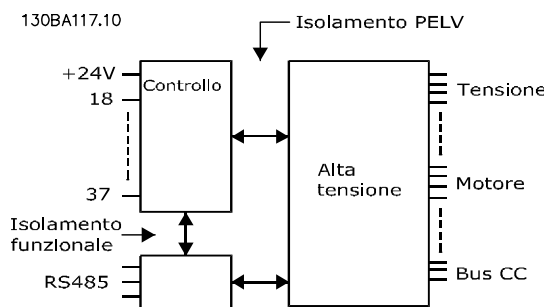 130BA117.10
Isolamento PELV
+24V
Controllo
18
37
Alta
tensione
Tensione
Motore
Bus CC
Isolamento
funzionale
RS485